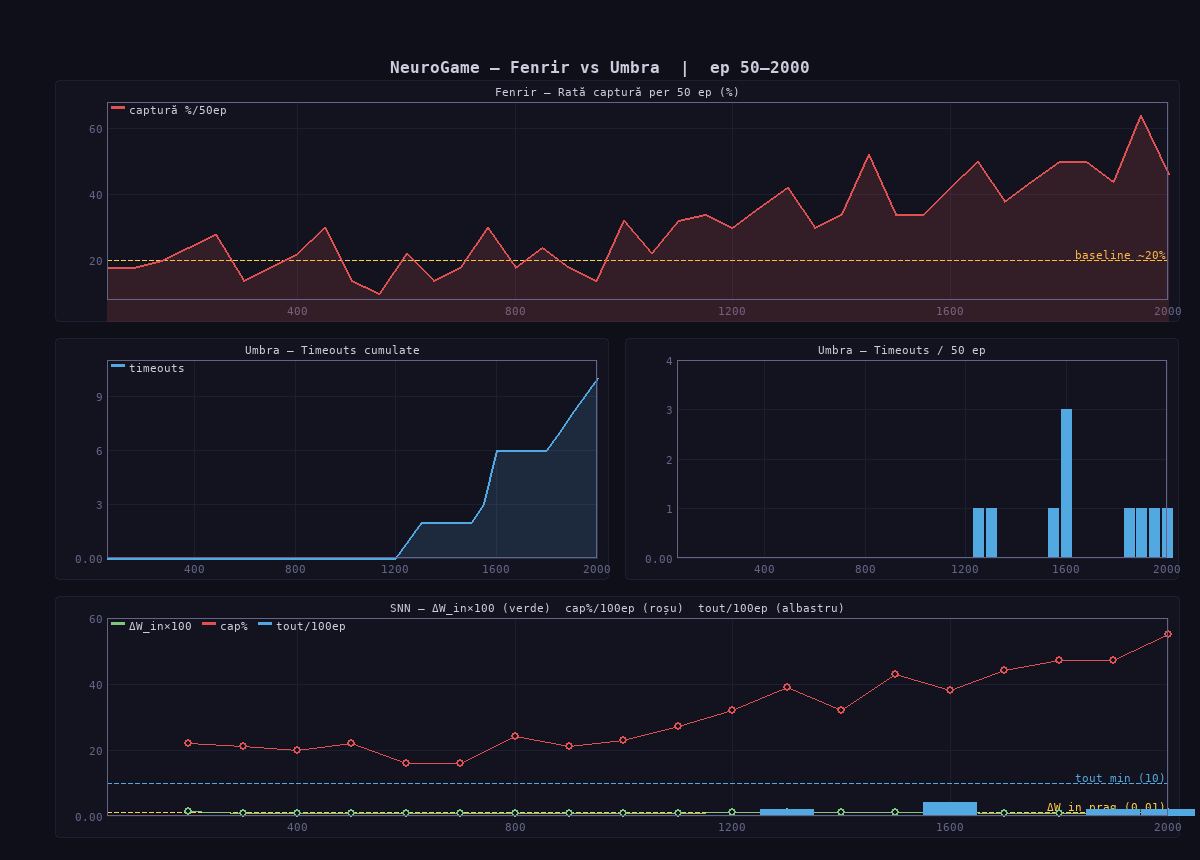 NeuroGame — Fenrir vs Umbra | ep 50–2000
Fenrir — Rată captură per 50 ep (%)
captură %/50ep
60
40
20
baseline ~20%
400 800 1200 1600 2000
Umbra — Timeouts cumulate
timeouts
9
6
3
0.00
400 800 1200 1600 2000
Umbra — Timeouts / 50 ep
4
3
2
1
0.00
400 800 1200 1600 2000
SNN — ΔW_in×100 (verde) cap%/100ep (roșu) tout/100ep (albastru)
ΔW_in×100 cap% tout/100ep
60
40
20
0.00
tout min (10)
ΔW_in prag (0.01)
400 800 1200 1600 2000